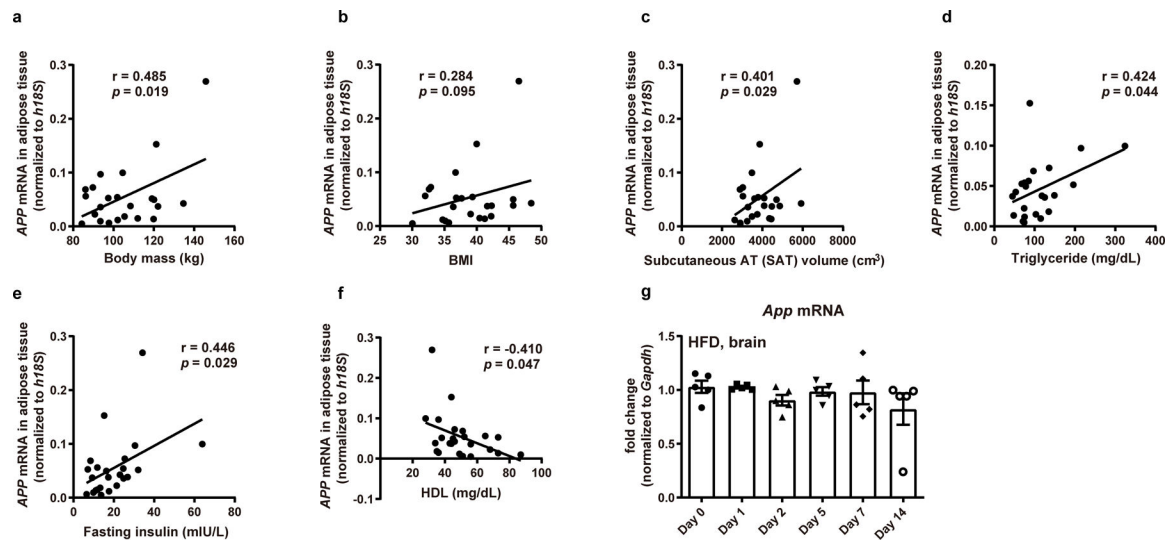 a
APP mRNA in adipose tissue
(normalized to h18S)
0.3
0.2
0.1
0.0
r = 0.485
p = 0.019
80
100
120
140
160
Body mass (kg)
b
APP mRNA in adipose tissue
(normalized to h18S)
0.3
0.2
0.1
0.0
r = 0.284
p = 0.095
25
30
35
40
45
50
BMI
c
APP mRNA in adipose tissue
(normalized to h18S)
0.3
0.2
0.1
0.0
r = 0.401
p = 0.029
0
2000
4000
6000
8000
Subcutaneous AT (SAT) volume (cm³)
d
APP mRNA in adipose tissue
(normalized to h18S)
0.20
0.15
0.10
0.05
0.00
r = 0.424
p = 0.044
0
100
200
300
400
Triglyceride (mg/dL)
e
APP mRNA in adipose tissue
(normalized to h18S)
0.3
0.2
0.1
0.0
r = 0.446
p = 0.029
0
20
40
60
80
Fasting insulin (mIU/L)
f
APP mRNA in adipose tissue
(normalized to h18S)
0.3
0.2
0.1
0.0
-0.1
r = -0.410
p = 0.047
20
40
60
80
100
HDL (mg/dL)
g
App mRNA
HFD, brain
fold change
(normalized to Gapdh)
1.5
1.0
0.5
0.0
Day 0
Day 1
Day 2
Day 5
Day 7
Day 14